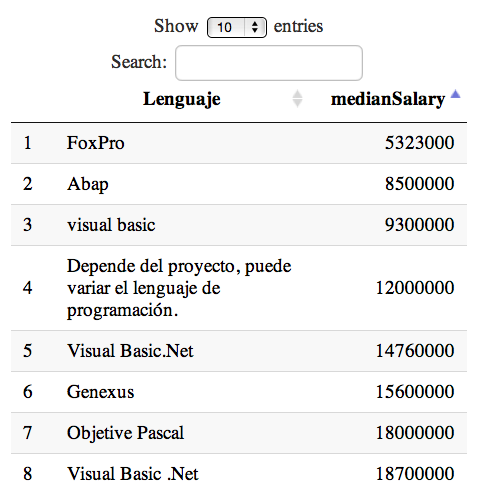 Show 10 entries
Search:
Lenguaje medianSalary
1 FoxPro 5323000
2 Abap 8500000
3 visual basic 9300000
Depende del proyecto, puede
4 variar el lenguaje de 12000000
programación.
5 Visual Basic.Net 14760000
6 Genexus 15600000
7 Objetive Pascal 18000000
8 Visual Basic .Net 18700000